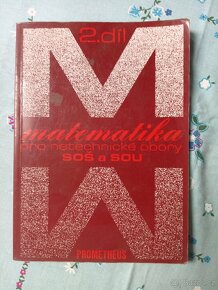 2. díl
matematika
pro netechnické obory
SOŠ a SOU
PROMETHEUS